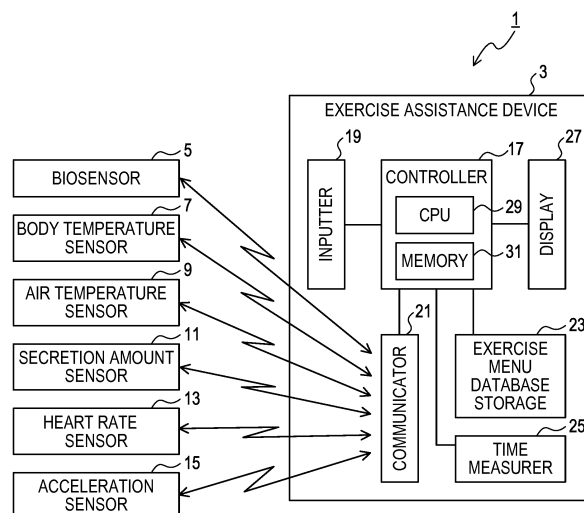 1
3
EXERCISE ASSISTANCE DEVICE
5
BIOSENSOR
7
BODY TEMPERATURE
SENSOR
9
AIR TEMPERATURE
SENSOR
11
SECRETION AMOUNT
SENSOR
13
HEART RATE
SENSOR
15
ACCELERATION
SENSOR
19
INPUTTER
17
CONTROLLER
CPU
29
MEMORY
31
27
DISPLAY
21
COMMUNICATOR
23
EXERCISE
MENU
DATABASE
STORAGE
25
TIME
MEASURER